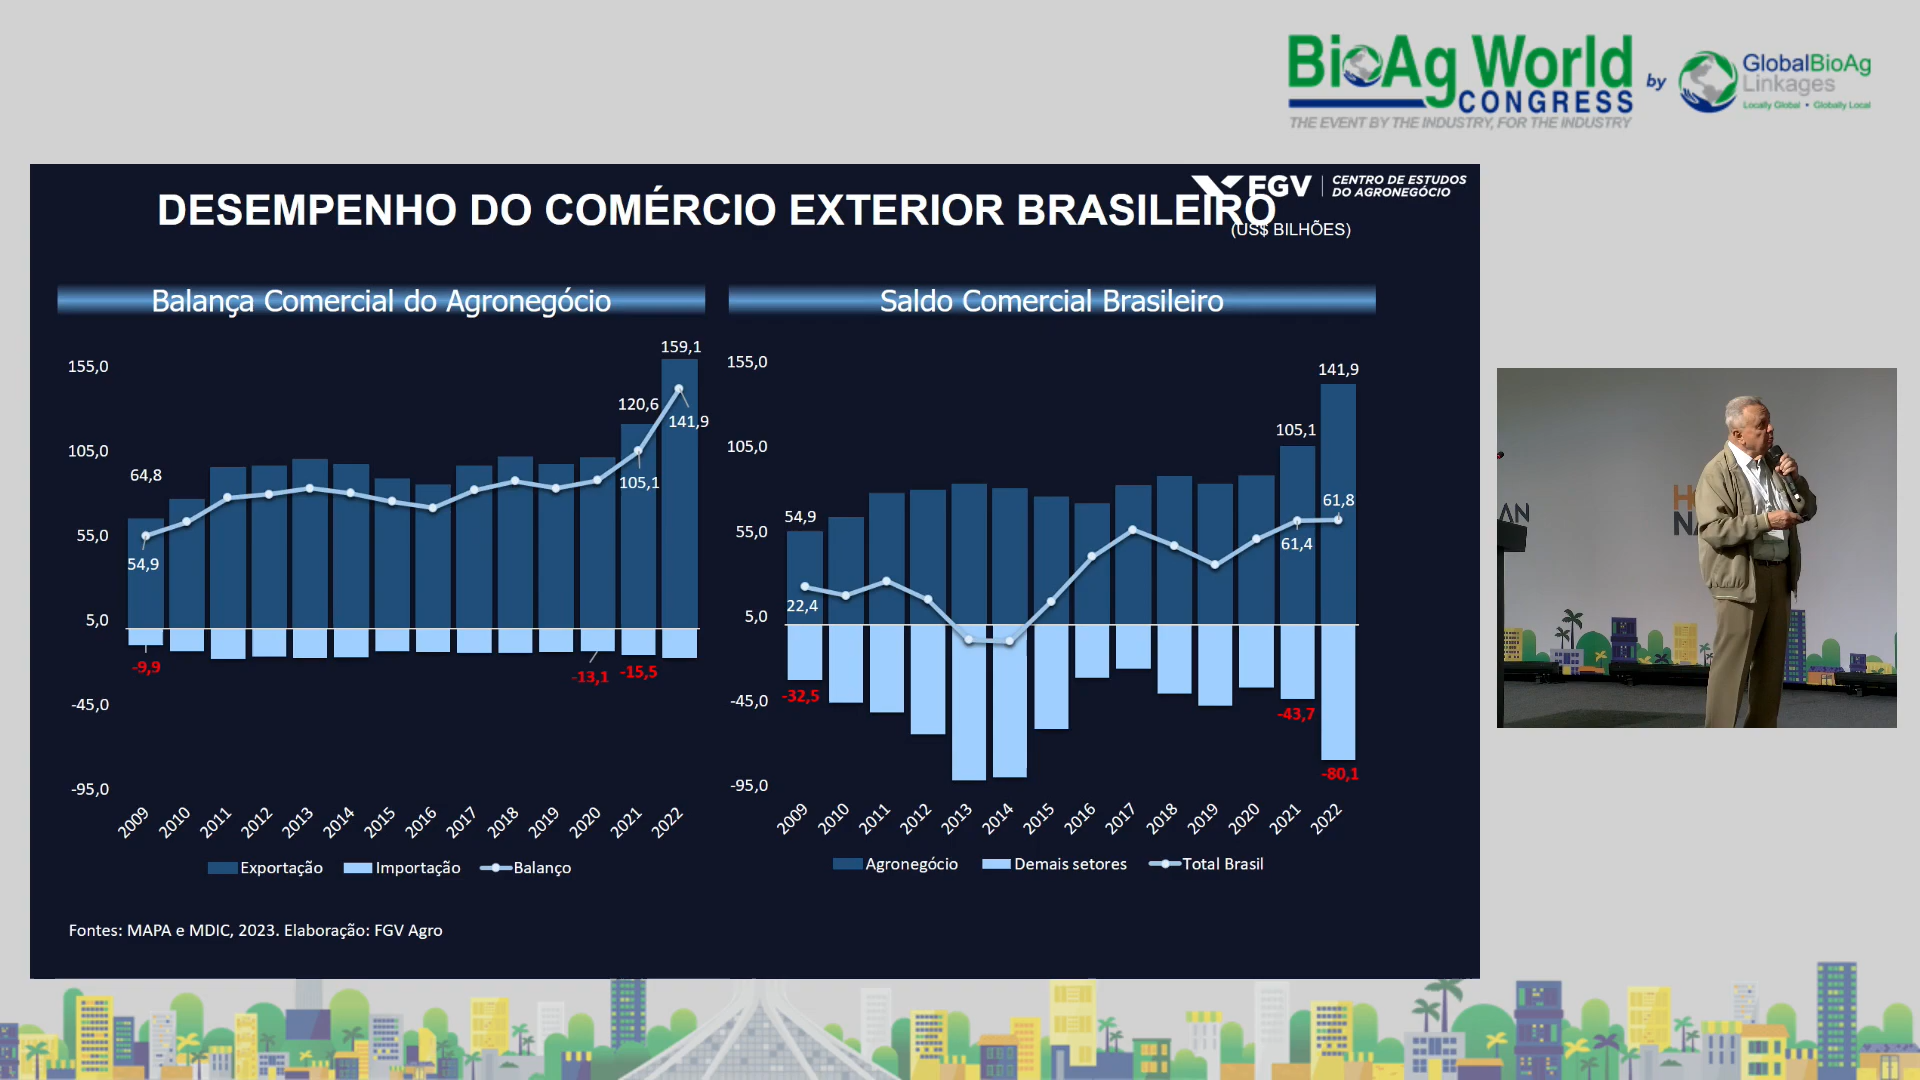 BioAg World
CONGRESS
THE EVENT BY THE INDUSTRY, FOR THE INDUSTRY
by
GlobalBioAg
Linkages
Locally Global • Globally Local
FGV
CENTRO DE ESTUDOS
DO AGRONEGÓCIO
DESEMPENHO DO COMÉRCIO EXTERIOR BRASILEIRO
(US$ BILHÕES)
Balança Comercial do Agronegócio
155,0
105,0
55,0
5,0
-45,0
-95,0
64,8
54,9
120,6
159,1
141,9
105,1
-9,9
-13,1
-15,5
2009
2010
2011
2012
2013
2014
2015
2016
2017
2018
2019
2020
2021
2022
Exportação
Importação
Balanço
Saldo Comercial Brasileiro
155,0
105,0
55,0
5,0
-45,0
-95,0
54,9
22,4
105,1
141,9
61,8
61,4
-32,5
-43,7
-80,1
2009
2010
2011
2012
2013
2014
2015
2016
2017
2018
2019
2020
2021
2022
Agronegócio
Demais setores
Total Brasil
Fontes: MAPA e MDIC, 2023. Elaboração: FGV Agro